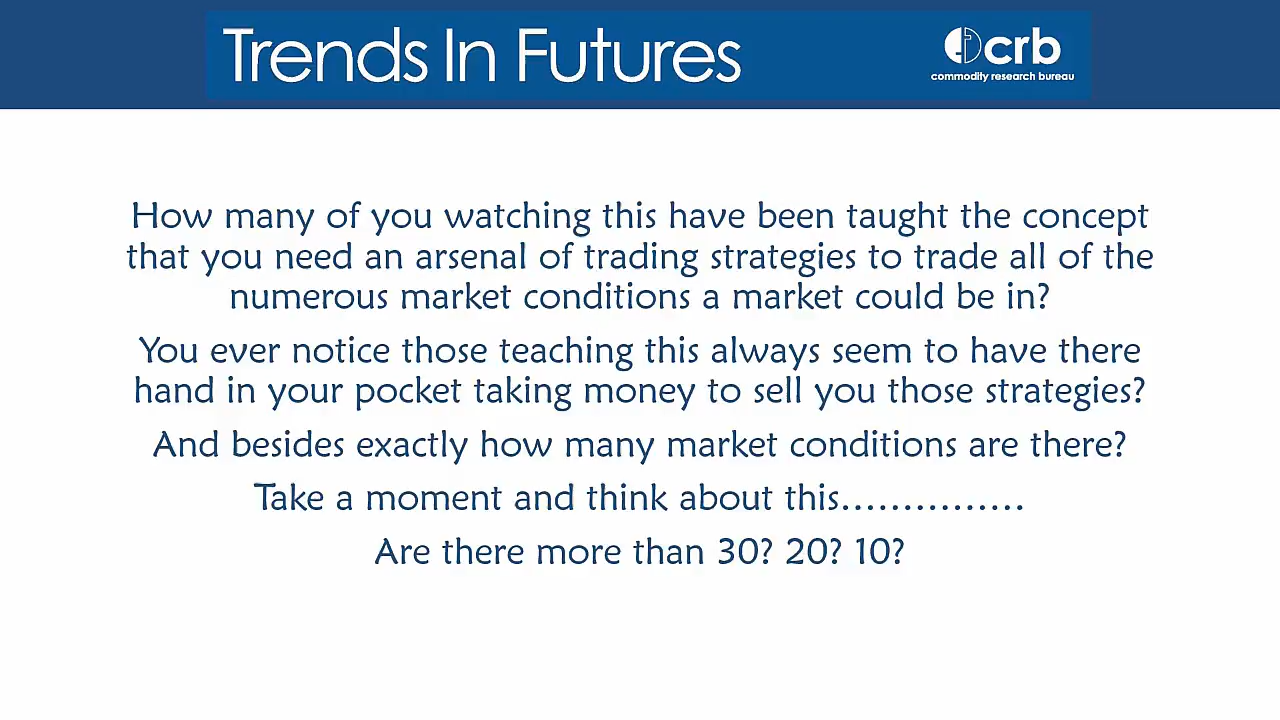 Trends In Futures
crb
commodity research bureau
How many of you watching this have been taught the concept
that you need an arsenal of trading strategies to trade all of the
numerous market conditions a market could be in?
You ever notice those teaching this always seem to have there
hand in your pocket taking money to sell you those strategies?
And besides exactly how many market conditions are there?
Take a moment and think about this...............
Are there more than 30? 20? 10?